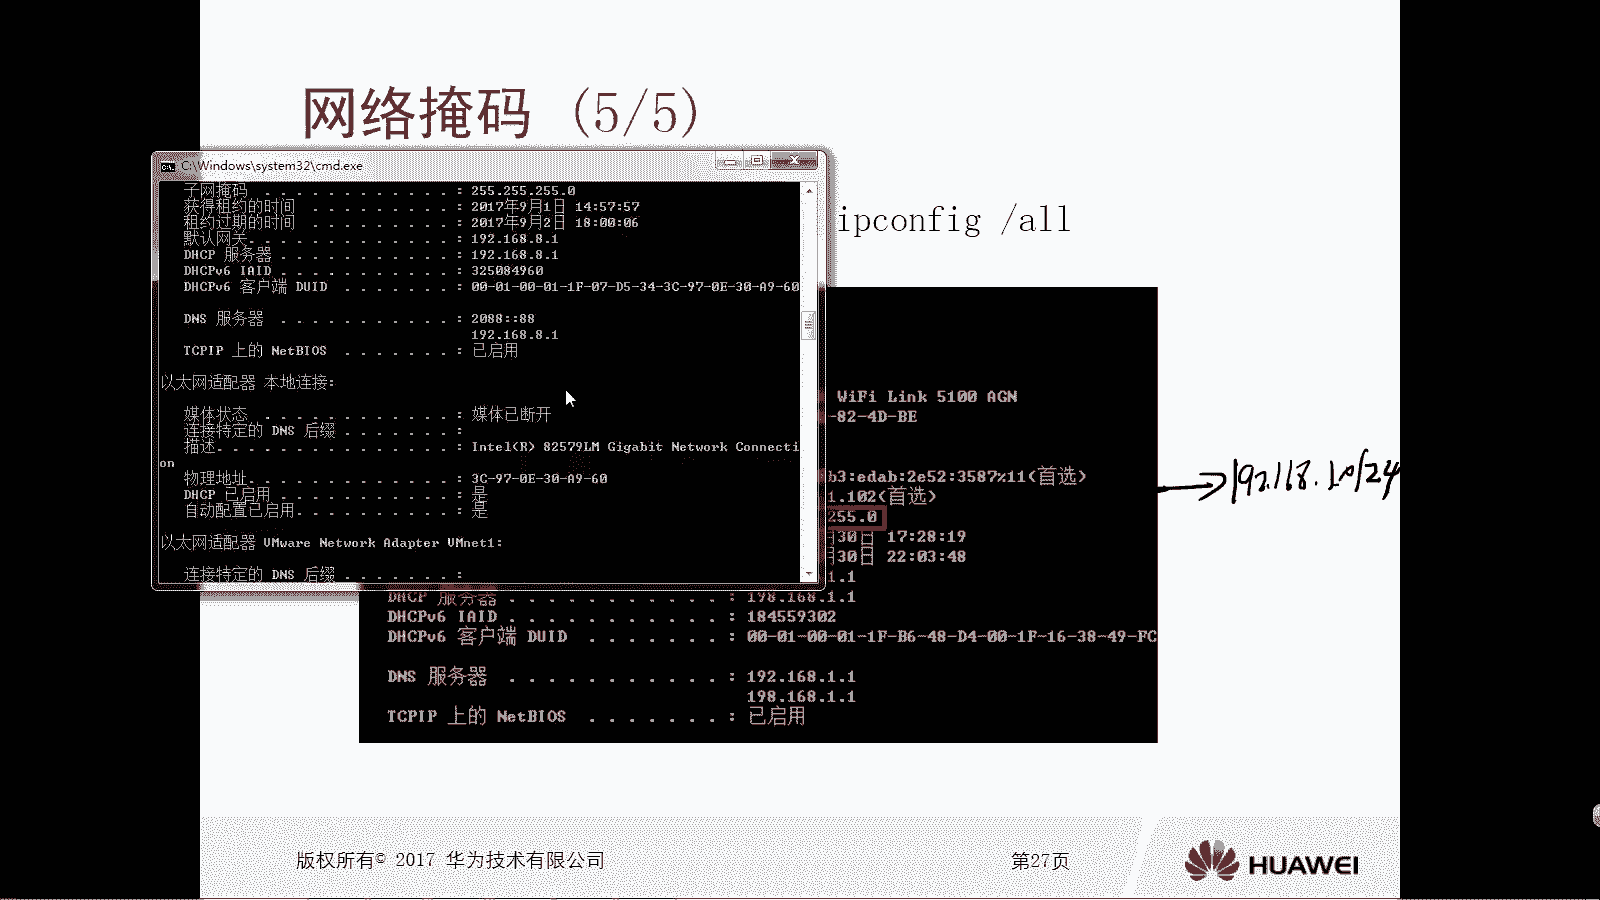 网络掩码 (5/5)
C:\Windows\system32\cmd.exe
ipconfig /all
子网掩码 . . . . . . . . . . . . : 255.255.255.0
获得租约的时间 . . . . . . . . . : 2017年9月1日 14:57:57
租约过期的时间 . . . . . . . . . : 2017年9月2日 18:00:06
默认网关. . . . . . . . . . . . . : 192.168.8.1
DHCP 服务器 . . . . . . . . . . . : 192.168.8.1
DHCPv6 IAID . . . . . . . . . . . : 325084960
DHCPv6 客户端 DUID . . . . . . . : 00-01-00-01-1F-07-D5-34-3C-97-0E-30-A9-60
DNS 服务器 . . . . . . . . . . . : 2088::88
192.168.8.1
TCPIP 上的 NetBIOS . . . . . . . : 已启用
以太网适配器 本地连接:
媒体状态 . . . . . . . . . . . . : 媒体已断开
连接特定的 DNS 后缀 . . . . . . . :
描述. . . . . . . . . . . . . . . : Intel(R) 82579LM Gigabit Network Connecti
on
物理地址. . . . . . . . . . . . . : 3C-97-0E-30-A9-60
DHCP 已启用 . . . . . . . . . . . : 是
自动配置已启用. . . . . . . . . . : 是
以太网适配器 VMware Network Adapter VMnet1:
连接特定的 DNS 后缀 . . . . . . . :
WiFi Link 5100 AGN
-82-4D-BE
b3:edab:2e52:3587%11(首选)
1.102(首选)
255.0
30日 17:28:19
30日 22:03:48
1.1
DHCP 服务器 . . . . . . . . . . . : 198.168.1.1
DHCPv6 IAID . . . . . . . . . . . : 184559302
DHCPv6 客户端 DUID . . . . . . . : 00-01-00-01-1F-B6-48-D4-00-1F-16-38-49-FC
DNS 服务器 . . . . . . . . . . . : 192.168.1.1
198.168.1.1
TCPIP 上的 NetBIOS . . . . . . . : 已启用
版权所有© 2017 华为技术有限公司
第27页
HUAWEI